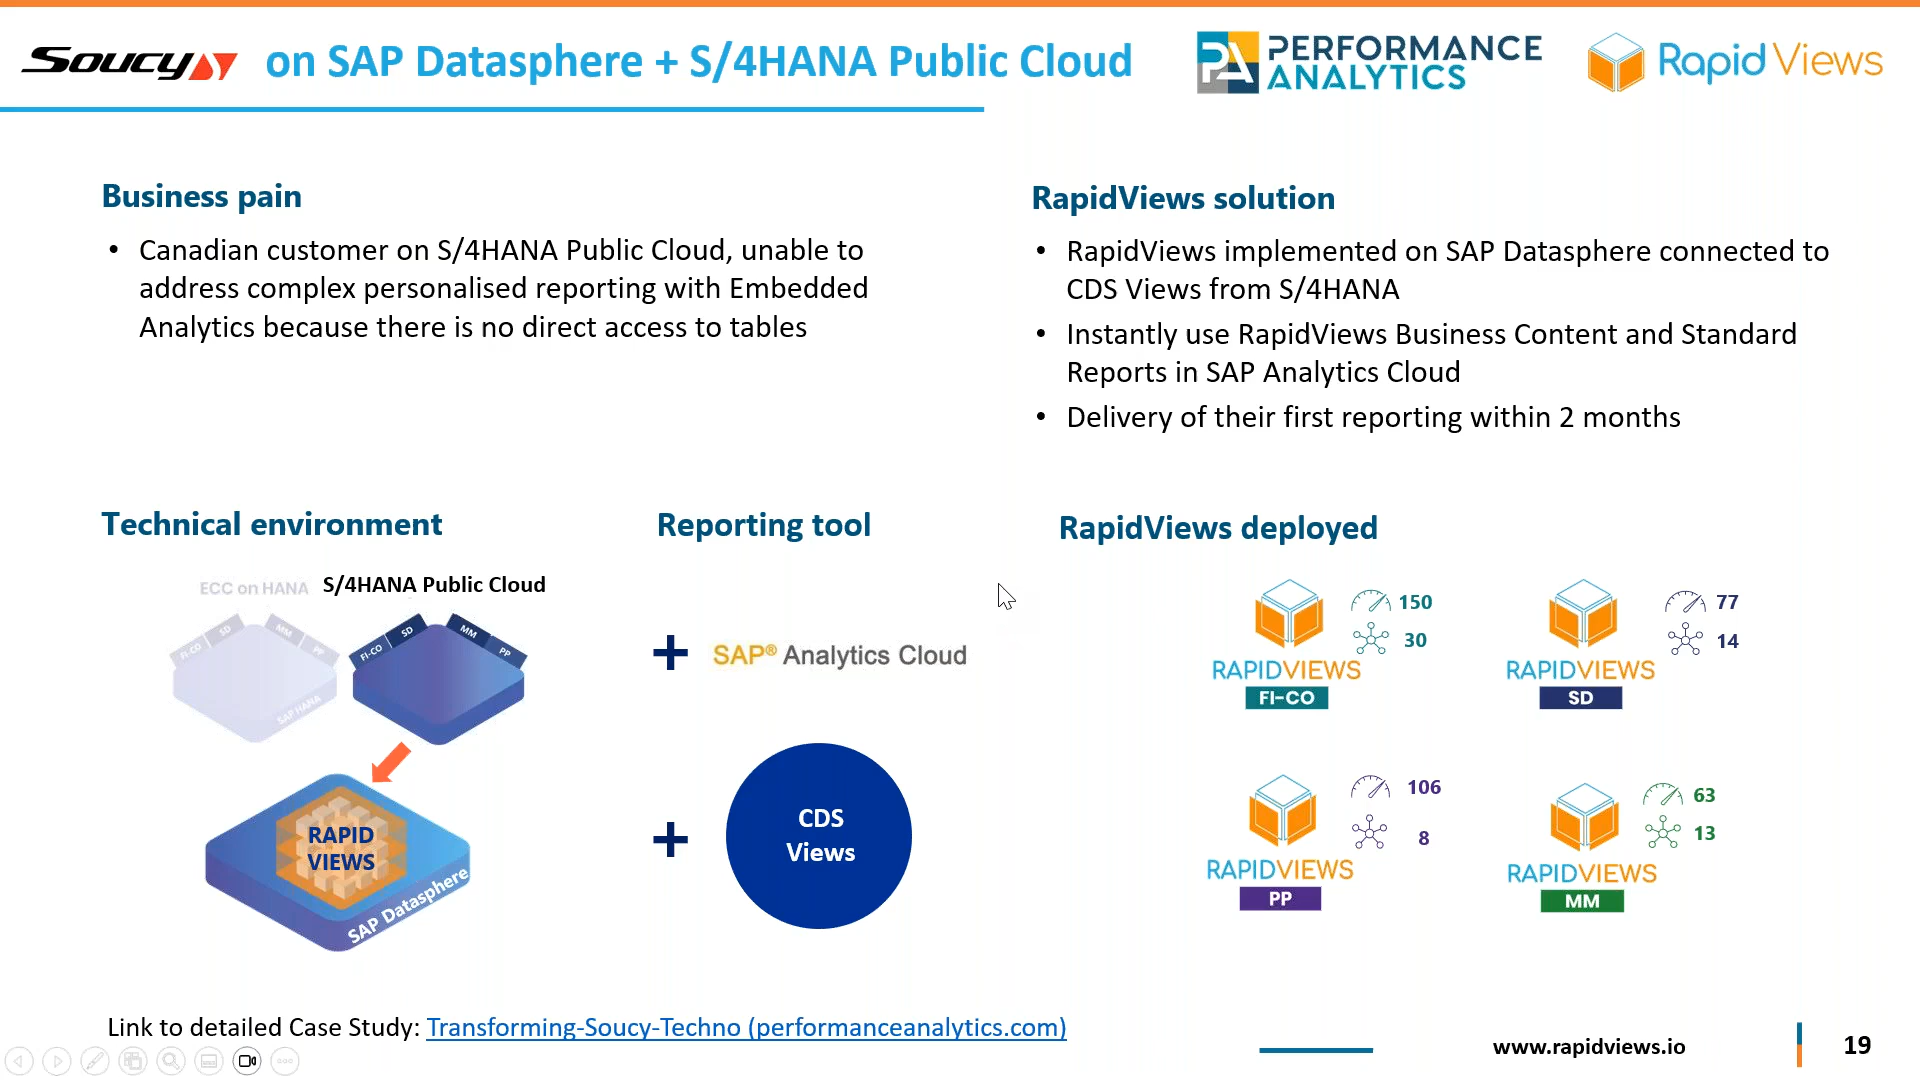 SOUCY on SAP Datasphere + S/4HANA Public Cloud
PA PERFORMANCE
ANALYTICS
Rapid Views
Business pain
• Canadian customer on S/4HANA Public Cloud, unable to
address complex personalised reporting with Embedded
Analytics because there is no direct access to tables
RapidViews solution
• RapidViews implemented on SAP Datasphere connected to
CDS Views from S/4HANA
• Instantly use RapidViews Business Content and Standard
Reports in SAP Analytics Cloud
• Delivery of their first reporting within 2 months
Technical environment
ECC on HANA
S/4HANA Public Cloud
FI-CO
SD
MM
PP
SAP HANA
FI-CO
SD
MM
PP
RAPID
VIEWS
SAP Datasphere
Reporting tool
+ SAP® Analytics Cloud
+ CDS
Views
RapidViews deployed
150
30
RAPIDVIEWS
FI-CO
77
14
RAPIDVIEWS
SD
106
8
RAPIDVIEWS
PP
63
13
RAPIDVIEWS
MM
Link to detailed Case Study: Transforming-Soucy-Techno (performanceanalytics.com)
www.rapidviews.io
19